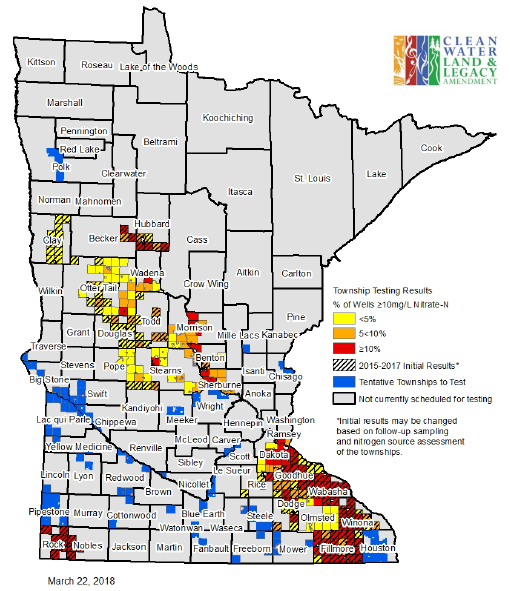 CLEAN
WATER
LAND &
LEGACY
AMENDMENT
Kittson
Roseau
Lake of the Woods
Marshall
Koochiching
Pennington
Red Lake
Polk
Beltrami
Clearwater
Cook
St. Louis
Lake
Itasca
Norman
Mahnomen
Hubbard
Clay
Becker
Cass
Wadena
Aitkin
Carlton
Crow Wing
Wilkin
Otter Tail
Pine
Todd
Grant
Douglas
Morrison
Mille Lacs
Kanabec
Traverse
Benton
Stevens
Pope
Stearns
Isanti
Big Stone
Sherburne
Chisago
Swift
Anoka
Kandiyohi
Wright
Lac qui Parle
Chippewa
Meeker
Hennepin
Washington
Ramsey
McLeod
Carver
Yellow Medicine
Renville
Scott
Dakota
Sibley
Le Sueur
Goodhue
Lincoln
Lyon
Redwood
Nicollet
Rice
Wabasha
Brown
Dodge
Pipestone
Murray
Cottonwood
Blue Earth
Steele
Olmsted
Winona
Watonwan
Waseca
Rock
Nobles
Jackson
Martin
Fanbault
Freeborn
Mower
Fillmore
Houston
Township Testing Results
% of Wells ≥10mg/L Nitrate-N
<5%
5<10%
≥10%
2015-2017 Initial Results*
Tentative Townships to Test
Not currently scheduled for testing
*Initial results may be changed
based on follow-up sampling
and nitrogen source assessment
of the townships.
March 22, 2018